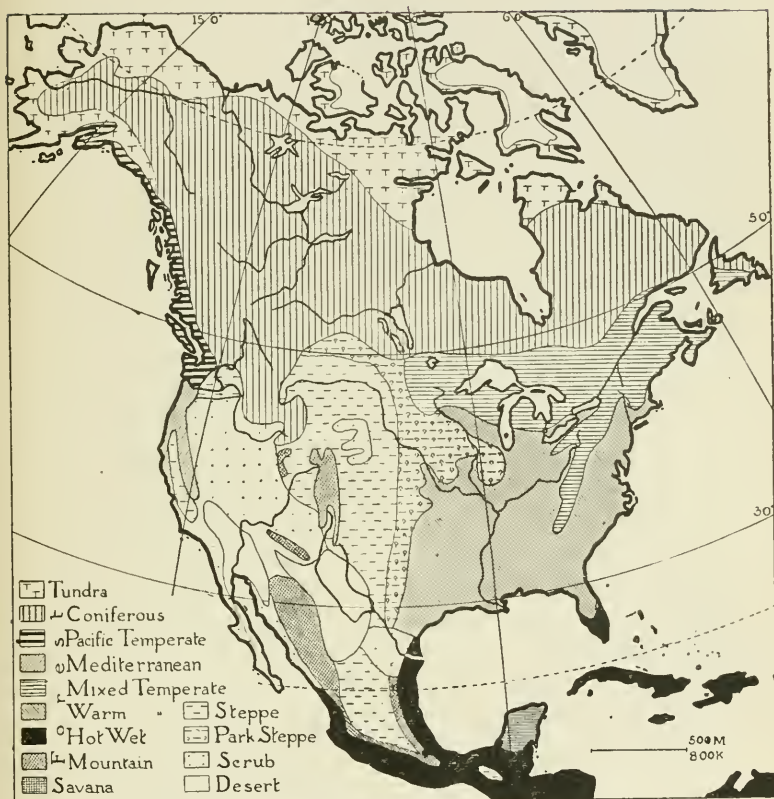 150°
60°
50°
30°
Tundra
Coniferous
Pacific Temperate
Mediterranean
Mixed Temperate
Warm "
Hot Wet
Mountain
Savana
Forest
Steppe
Park Steppe
Scrub
Desert
500M
800K